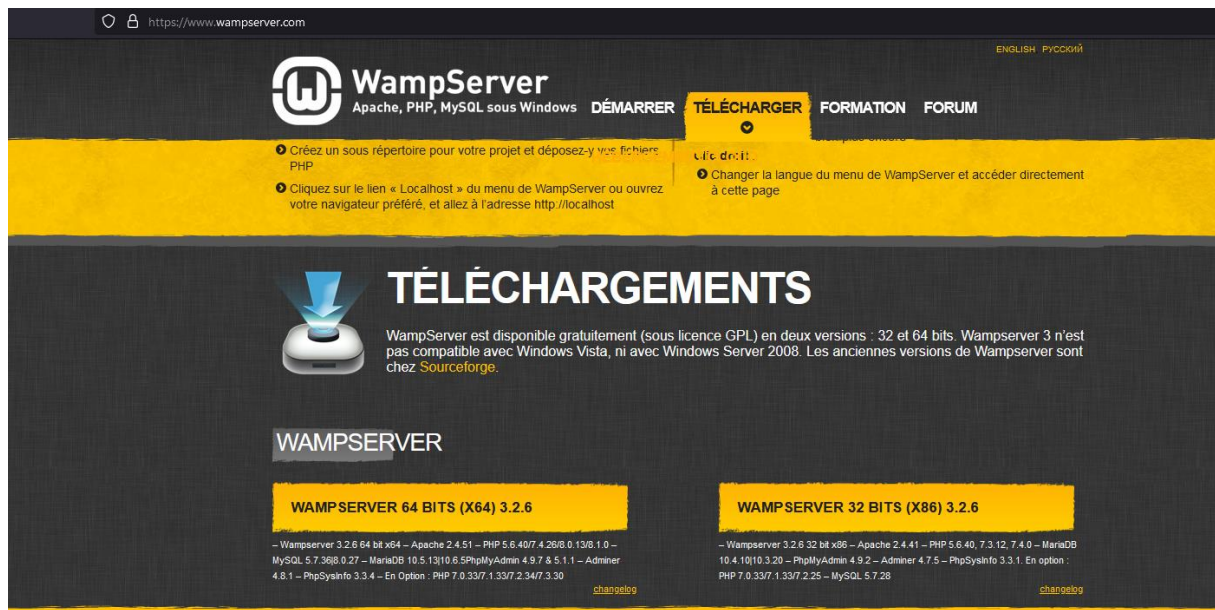 https://www.wampserver.com
ENGLISH РУССКИЙ
WampServer
Apache, PHP, MySQL sous Windows
DÉMARRER TÉLÉCHARGER FORMATION FORUM
Créez un sous répertoire pour votre projet et déposez-y vos fichiers
PHP
Cliquez sur le lien « Localhost » du menu de WampServer ou ouvrez
votre navigateur préféré, et allez à l'adresse http://localhost
Clic droit :
Changer la langue du menu de WampServer et accéder directement
à cette page
TÉLÉCHARGEMENTS
WampServer est disponible gratuitement (sous licence GPL) en deux versions : 32 et 64 bits. Wampserver 3 n'est
pas compatible avec Windows Vista, ni avec Windows Server 2008. Les anciennes versions de Wampserver sont
chez Sourceforge.
WAMPSERVER
WAMPSERVER 64 BITS (X64) 3.2.6
– Wampserver 3.2.6 64 bit x64 – Apache 2.4.51 – PHP 5.6.40/7.4.26/8.0.13/8.1.0 –
MySQL 5.7.36|8.0.27 – MariaDB 10.5.13|10.6.5PhpMyAdmin 4.9.7 & 5.1.1 – Adminer
4.8.1 – PhpSysInfo 3.3.4 – En Option : PHP 7.0.33/7.1.33/7.2.34/7.3.30
changelog
WAMPSERVER 32 BITS (X86) 3.2.6
– Wampserver 3.2.6 32 bit x86 – Apache 2.4.41 – PHP 5.6.40, 7.3.12, 7.4.0 – MariaDB
10.4.10|10.3.20 – PhpMyAdmin 4.9.2 – Adminer 4.7.5 – PhpSysInfo 3.3.1. En option :
PHP 7.0.33/7.1.33/7.2.25 – MySQL 5.7.28
changelog